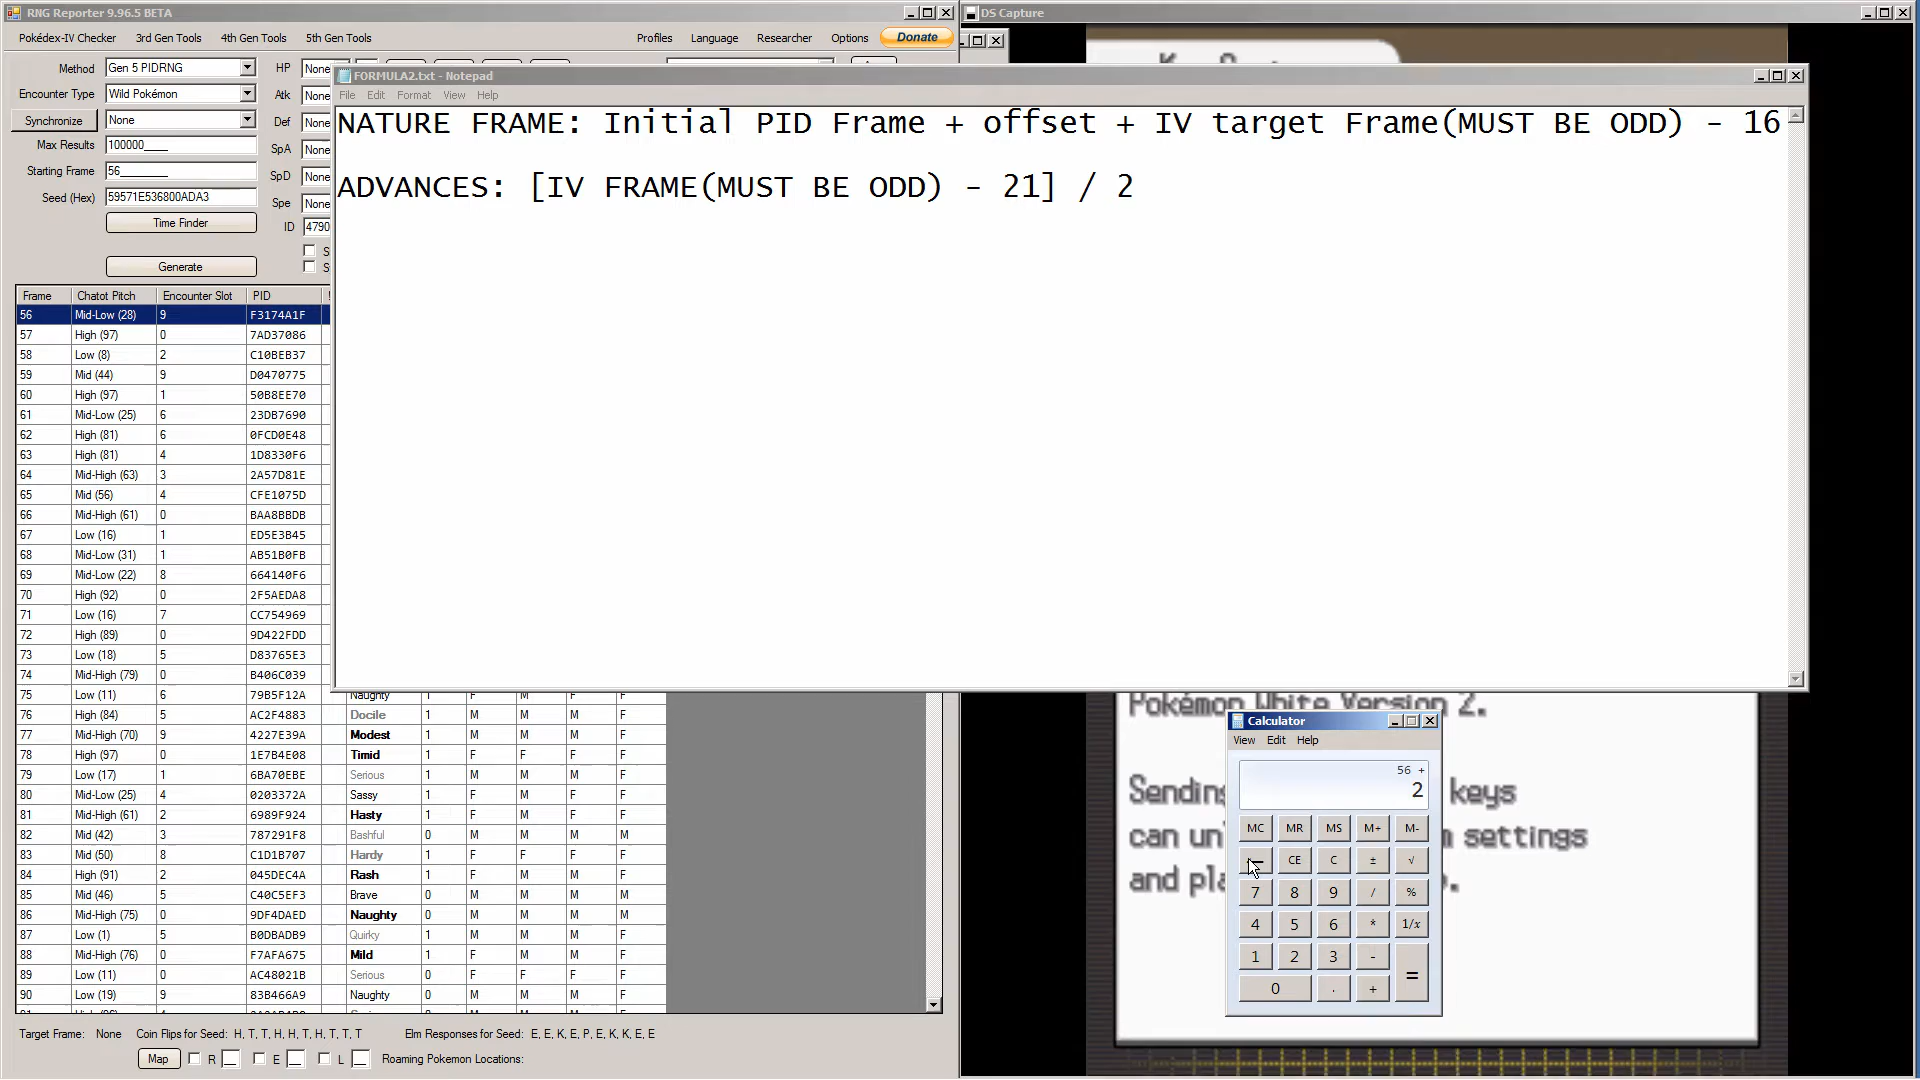 RNG Reporter 9.96.5 BETA
DS Capture
Pokédex-IV Checker 3rd Gen Tools 4th Gen Tools 5th Gen Tools Profiles Language Researcher Options Donate
Method Gen 5 PIDRNG HP None
Encounter Type Wild Pokémon Atk None
Synchronize None Def None
Max Results 100000____ SpA None
Starting Frame 56________ SpD None
Seed (Hex) 59571E536800ADA3 Spe None
Time Finder ID 4790
Generate
FORMULA2.txt - Notepad
File Edit Format View Help
NATURE FRAME: Initial PID Frame + offset + IV target Frame(MUST BE ODD) - 16
ADVANCES: [IV FRAME(MUST BE ODD) - 21] / 2
Frame Chatot Pitch Encounter Slot PID
56 Mid-Low (28) 9 F3174A1F
57 High (97) 0 7AD37086
58 Low (8) 2 C10BEB37
59 Mid (44) 9 D0470775
60 High (97) 1 50B8EE70
61 Mid-Low (25) 6 23DB7690
62 High (81) 6 0FCD0E48
63 High (81) 4 1D8330F6
64 Mid-High (63) 3 2A57D81E
65 Mid (56) 4 CFE1075D
66 Mid-High (61) 0 BAA8BBDB
67 Low (16) 1 ED5E3B45
68 Mid-Low (31) 1 AB51B0FB
69 Mid-Low (22) 8 664140F6
70 High (92) 0 2F5AEDA8
71 Low (16) 7 CC754969
72 High (89) 0 9D422FDD
73 Low (18) 5 D83765E3
74 Mid-High (79) 0 B406C039
75 Low (11) 6 79B5F12A Naughty 1 F M M F
76 High (84) 5 AC2F4883 Docile 1 F M M F
77 Mid-High (70) 9 4227E39A Modest 1 M M M F
78 High (97) 0 1E7B4E08 Timid 1 F F F F
79 Low (17) 1 6BA70EBE Serious 1 M M M F
80 Mid-Low (25) 4 0203372A Sassy 1 F M M F
81 Mid-High (61) 2 6989F924 Hasty 1 F M M F
82 Mid (42) 3 787291F8 Bashful 0 M M M M
83 Mid (50) 8 C1D1B707 Hardy 1 F F F F
84 High (91) 2 045DEC4A Rash 1 F M M F
85 Mid (46) 5 C40C5EF3 Brave 0 M M M M
86 Mid-High (75) 0 9DF4DAED Naughty 0 M M M M
87 Low (1) 5 B0DBADB9 Quirky 1 M M M F
88 Mid-High (76) 0 F7AFA675 Mild 1 F M M F
89 Low (11) 0 AC48021B Serious 0 F F F F
90 Low (19) 9 83B466A9 Naughty 0 M M M F
Target Frame: None Coin Flips for Seed: H, T, T, H, H, T, H, T, T, T Elm Responses for Seed: E, E, K, E, P, E, K, K, E, E
Map R E L Roaming Pokemon Locations:
Pokémon White Version 2.
Sending keys
can settings
and
Calculator
View Edit Help
56 +
2
MC MR MS M+ M-
CE C ± √
7 8 9 / %
4 5 6 * 1/x
1 2 3 - =
0 . +